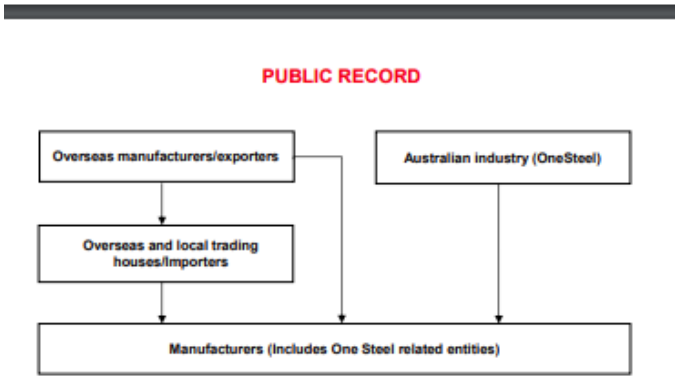 PUBLIC RECORD
Overseas manufacturers/exporters
Australian industry (OneSteel)
Overseas and local trading
houses/Importers
Manufacturers (Includes One Steel related entities)